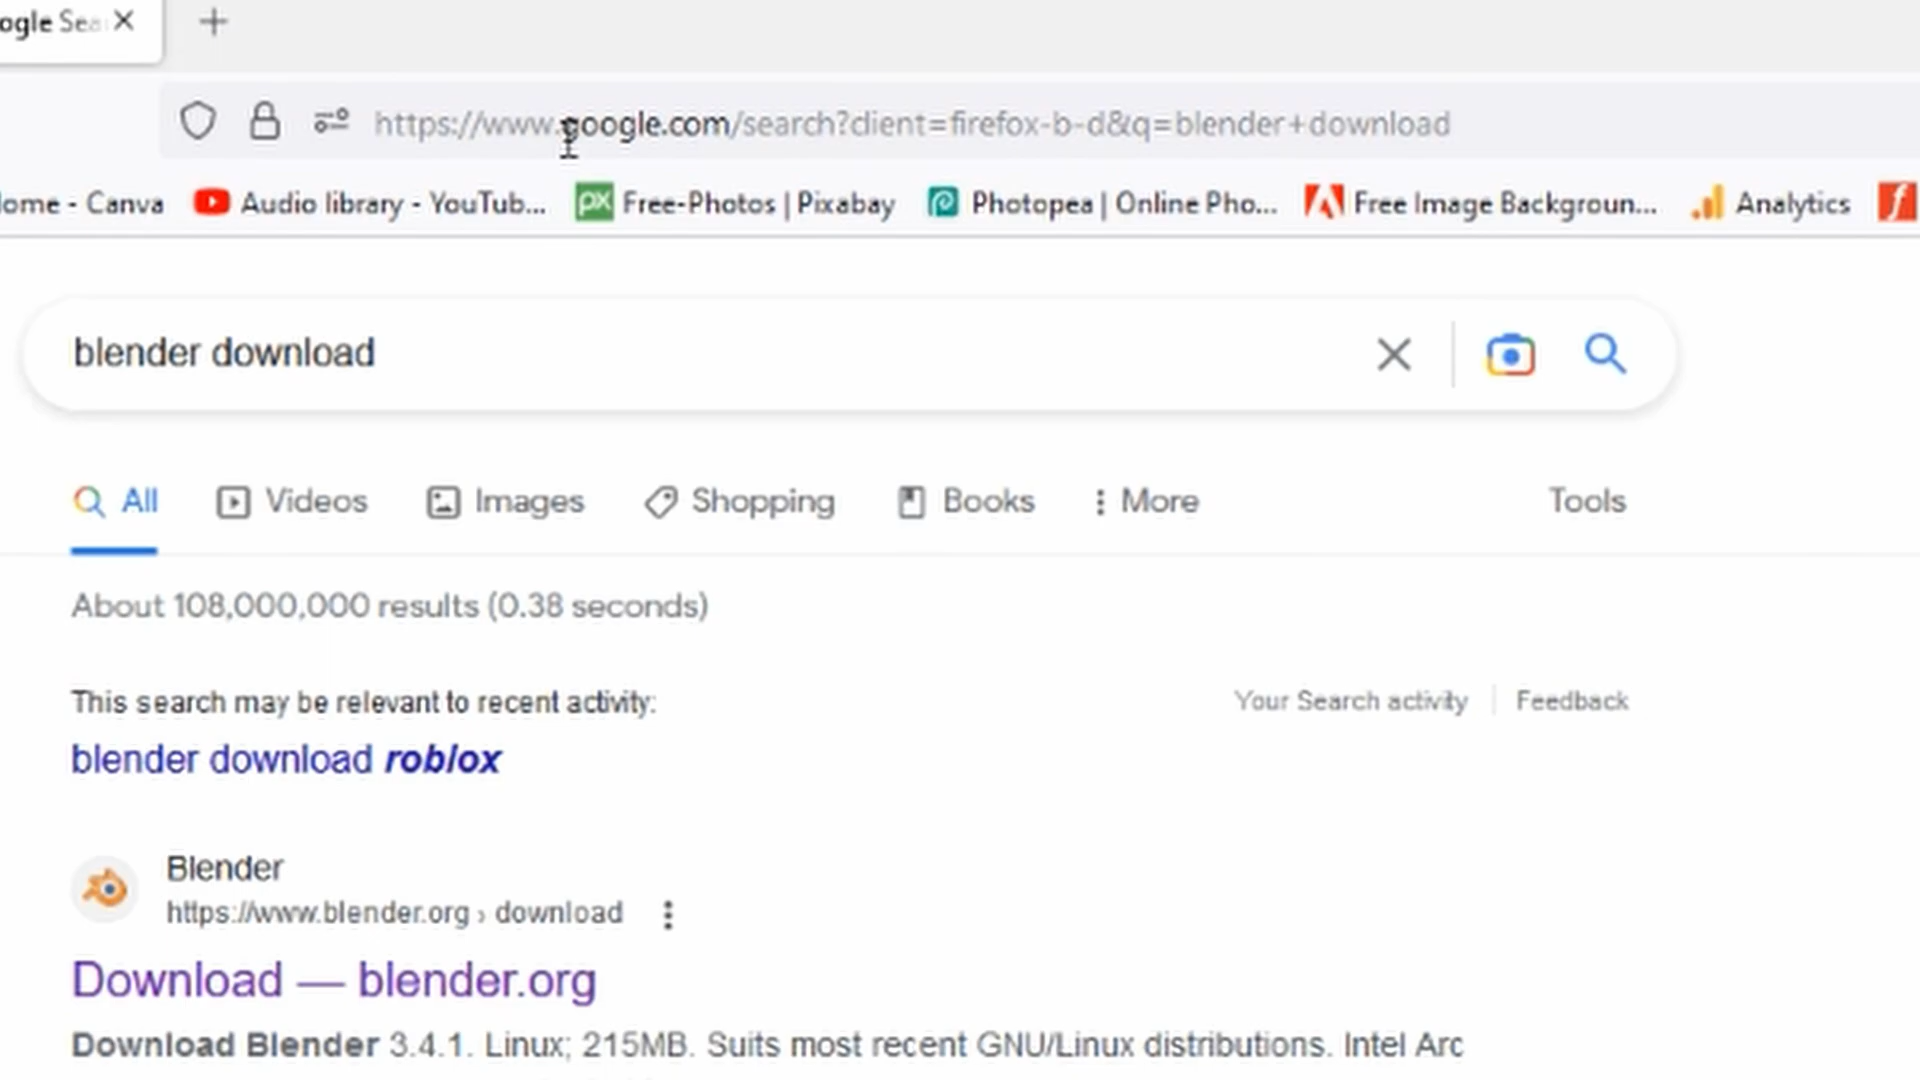 ogle Sea
https://www.google.com/search?client=firefox-b-d&q=blender+download
ome - Canva Audio library - YouTub... px Free-Photos | Pixabay Photopea | Online Pho... Free Image Backgroun... Analytics
blender download
All Videos Images Shopping Books More Tools
About 108,000,000 results (0.38 seconds)
This search may be relevant to recent activity: Your Search activity Feedback
blender download roblox
Blender
https://www.blender.org › download
Download — blender.org
Download Blender 3.4.1. Linux; 215MB. Suits most recent GNU/Linux distributions. Intel Arc